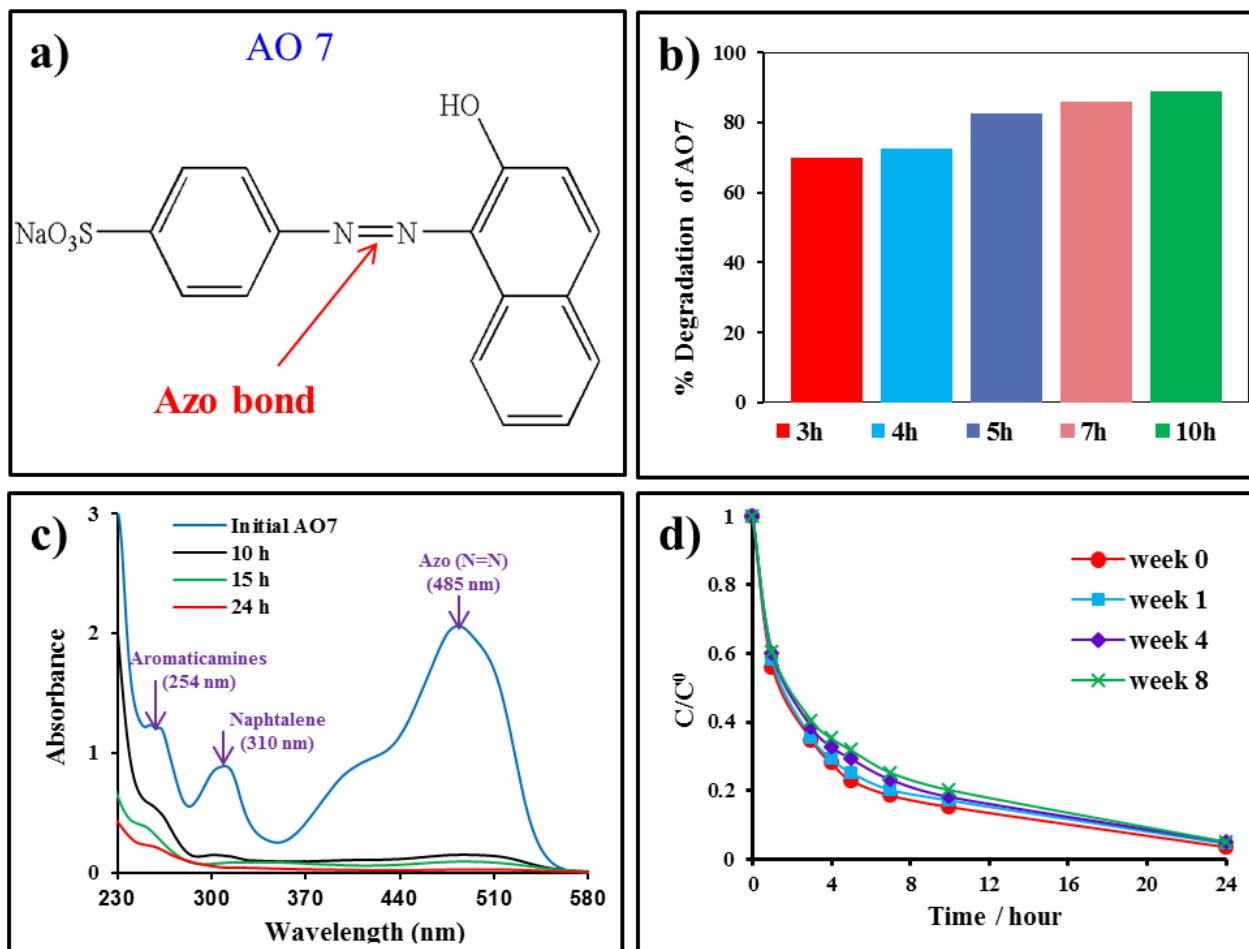 a)
AO 7
HO
NaO₃S
N=N
Azo bond
b)
% Degradation of AO7
100
80
60
40
20
0
3h 4h 5h 7h 10h
c)
Absorbance
3
2
1
0
Initial AO7
10 h
15 h
24 h
Azo (N=N)
(485 nm)
Aromaticamines
(254 nm)
Naphtalene
(310 nm)
230 300 370 440 510 580
Wavelength (nm)
d)
C/C⁰
1
0.8
0.6
0.4
0.2
0
week 0
week 1
week 4
week 8
0 4 8 12 16 20 24
Time / hour